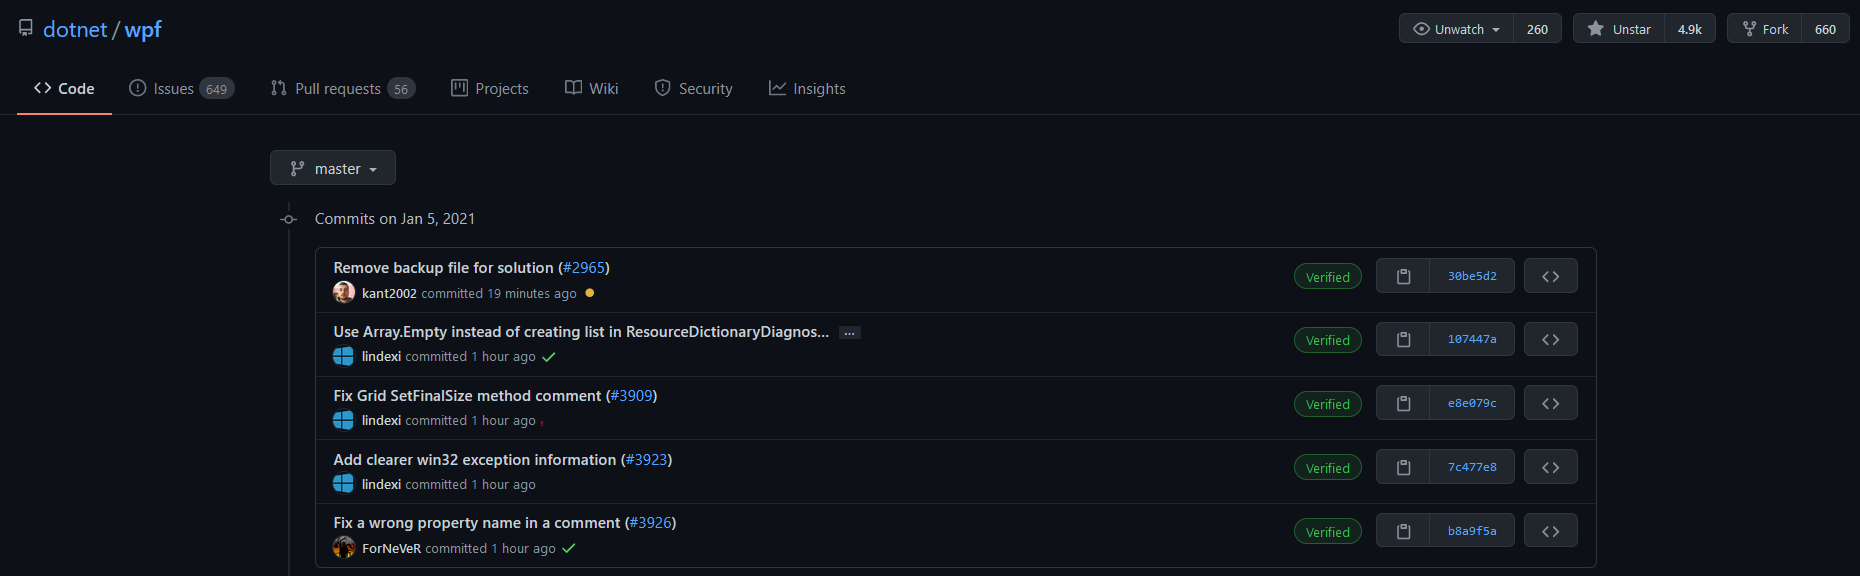 dotnet / wpf
Unwatch 260 Unstar 4.9k Fork 660
Code Issues 649 Pull requests 56 Projects Wiki Security Insights
master
Commits on Jan 5, 2021
Remove backup file for solution (#2965)
kant2002 committed 19 minutes ago
Verified 30be5d2
Use Array.Empty instead of creating list in ResourceDictionaryDiagnos... ...
lindexi committed 1 hour ago
Verified 107447a
Fix Grid SetFinalSize method comment (#3909)
lindexi committed 1 hour ago
Verified e8e079c
Add clearer win32 exception information (#3923)
lindexi committed 1 hour ago
Verified 7c477e8
Fix a wrong property name in a comment (#3926)
ForNeVeR committed 1 hour ago
Verified b8a9f5a